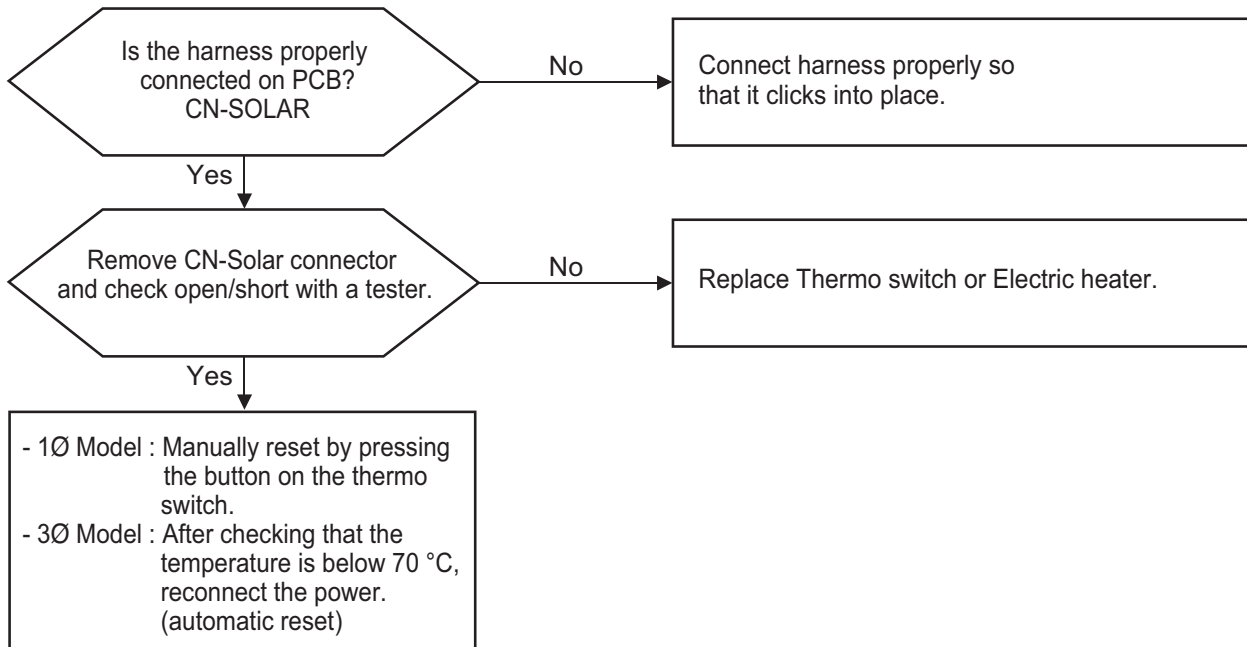 Is the harness properly
connected on PCB?
CN-SOLAR
No
Connect harness properly so
that it clicks into place.
Yes
Remove CN-Solar connector
and check open/short with a tester.
No
Replace Thermo switch or Electric heater.
Yes
- 1Ø Model : Manually reset by pressing
the button on the thermo
switch.
- 3Ø Model : After checking that the
temperature is below 70 °C,
reconnect the power.
(automatic reset)